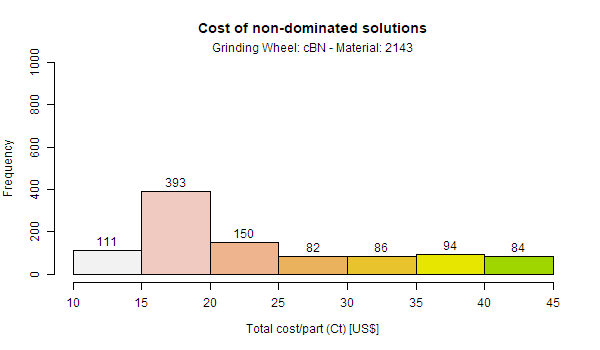 Cost of non-dominated solutions
Grinding Wheel: cBN - Material: 2143
Frequency
1000
800
600
400
200
0
111
393
150
82
86
94
84
10 15 20 25 30 35 40 45
Total cost/part (Ct) [US$]